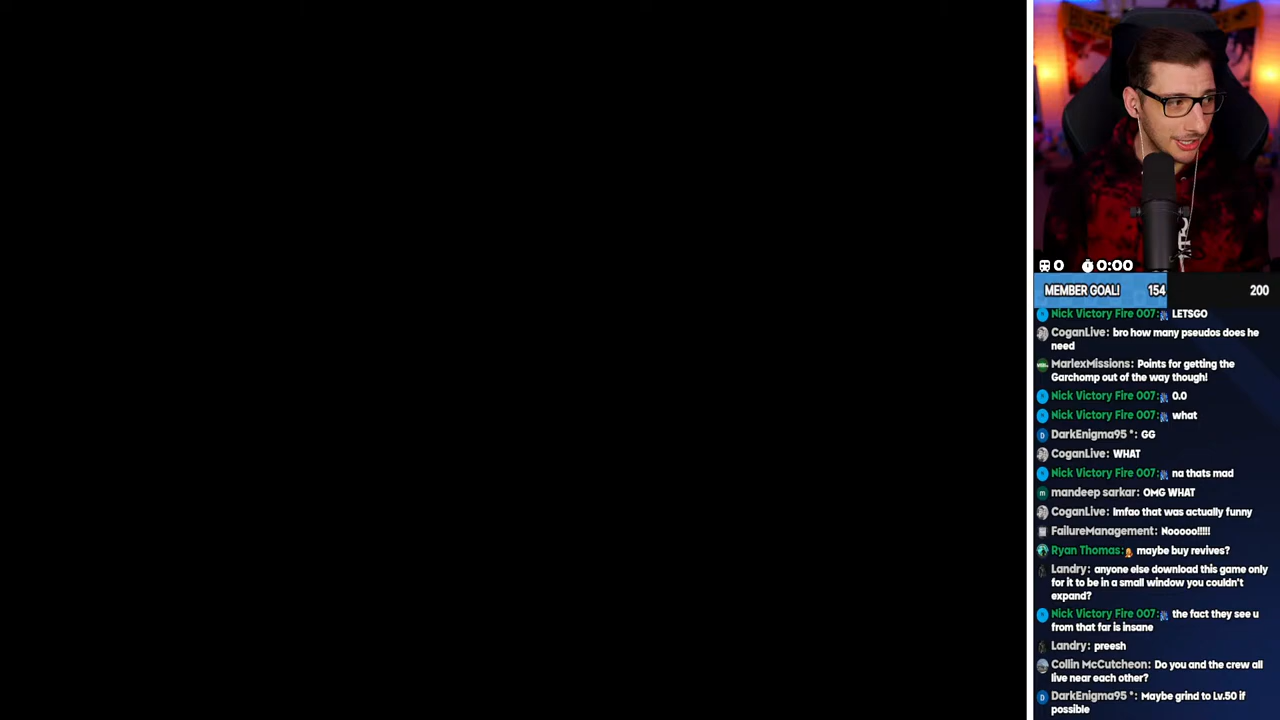 0 0:00
MEMBER GOAL! 154 200
Nick Victory Fire 007: LETSGO
CoganLive: bro how many pseudos does he
need
MarlexMissions: Points for getting the
Garchomp out of the way though!
Nick Victory Fire 007: 0.0
Nick Victory Fire 007: what
DarkEnigma95 *: GG
CoganLive: WHAT
Nick Victory Fire 007: na thats mad
mandeep sarkar: OMG WHAT
CoganLive: lmfao that was actually funny
FailureManagement: Nooooo!!!!!
Ryan Thomas: maybe buy revives?
Landry: anyone else download this game only
for it to be in a small window you couldn't
expand?
Nick Victory Fire 007: the fact they see u
from that far is insane
Landry: preesh
Collin McCutcheon: Do you and the crew all
live near each other?
DarkEnigma95 *: Maybe grind to Lv.50 if
possible